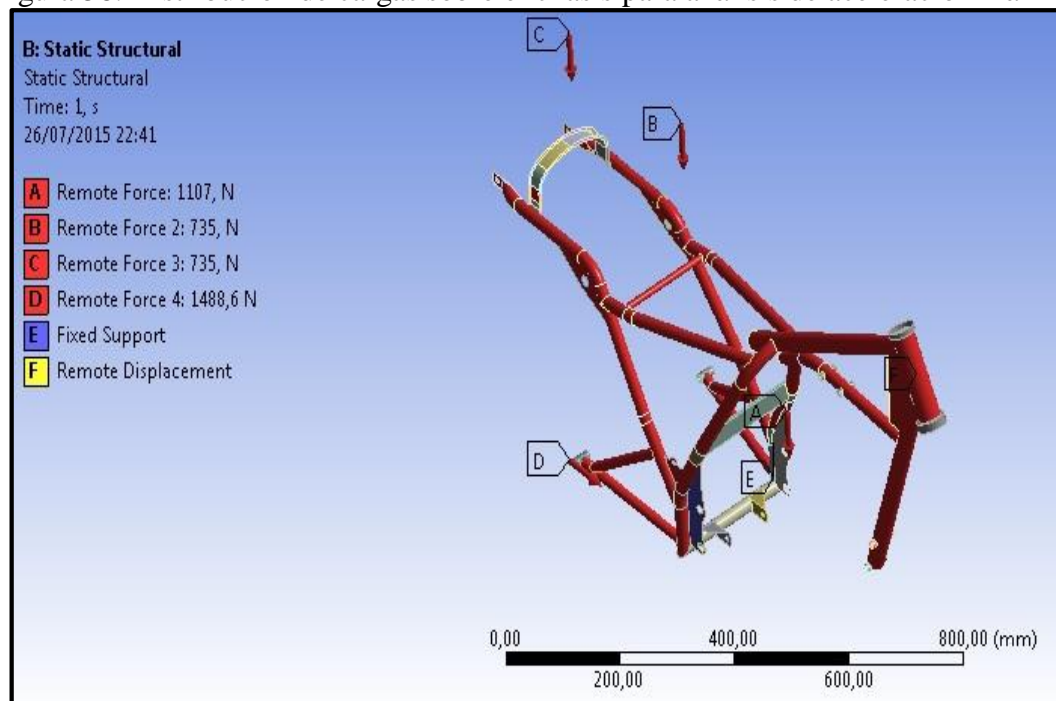 B: Static Structural
Static Structural
Time: 1, s
26/07/2015 22:41
A Remote Force: 1107, N
B Remote Force 2: 735, N
C Remote Force 3: 735, N
D Remote Force 4: 1488,6 N
E Fixed Support
F Remote Displacement
C
B
A
D
E
0,00 400,00 800,00 (mm)
200,00 600,00